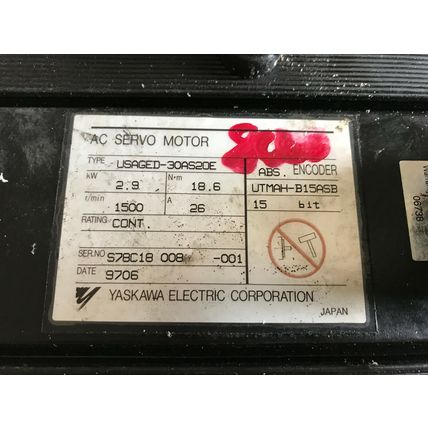 AC SERVO MOTOR
TYPE USAGED-30AS20E
ABS. ENCODER
kW 2.9 N·m 18.6
UTMAH-B15ASB
r/min 1500 A 26
15 bit
RATING CONT.
SER.NO S78C18 008 -001
DATE 9706
YASKAWA ELECTRIC CORPORATION
JAPAN